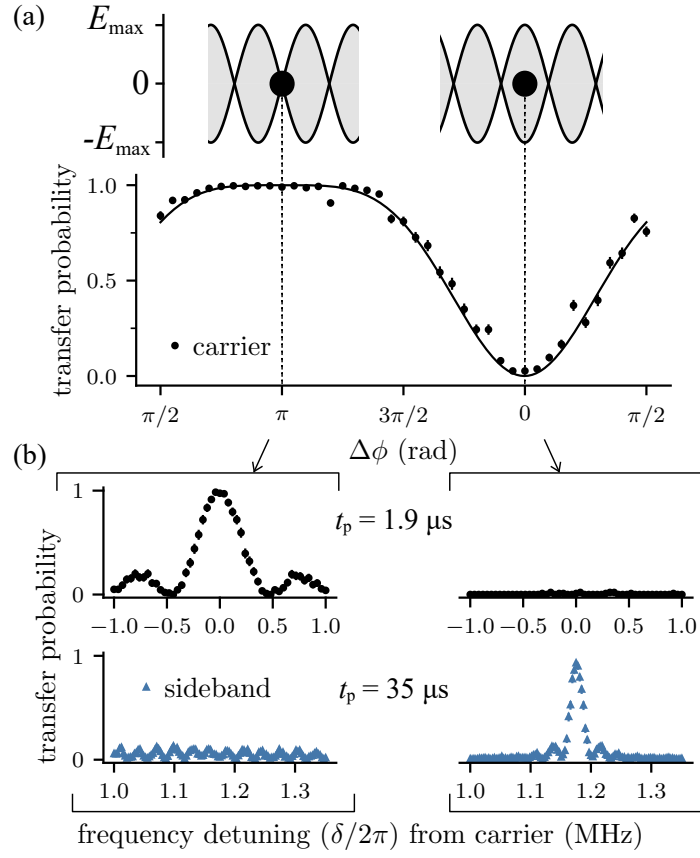 (a)
E_max
0
-E_max
transfer probability
1.0
0.5
0.0
carrier
π/2 π 3π/2 0 π/2
Δϕ (rad)
(b)
transfer probability
1
0
t_p = 1.9 µs
−1.0 −0.5 0.0 0.5 1.0
−1.0 −0.5 0.0 0.5 1.0
transfer probability
1
0
sideband
t_p = 35 µs
1.0 1.1 1.2 1.3
1.0 1.1 1.2 1.3
frequency detuning (δ/2π) from carrier (MHz)